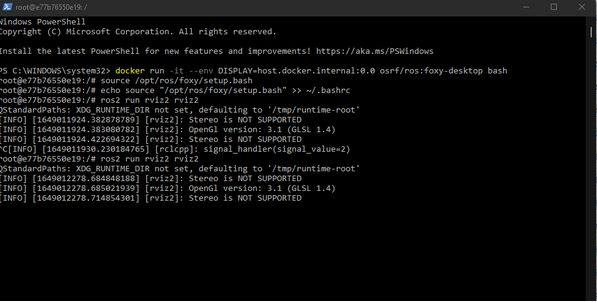 root@e77b76550e19: /
Windows PowerShell
Copyright (C) Microsoft Corporation. All rights reserved.
Install the latest PowerShell for new features and improvements! https://aka.ms/PSWindows
PS C:\WINDOWS\system32> docker run -it --env DISPLAY=host.docker.internal:0.0 osrf/ros:foxy-desktop bash
root@e77b76550e19:/# source /opt/ros/foxy/setup.bash
root@e77b76550e19:/# echo source "/opt/ros/foxy/setup.bash" >> ~/.bashrc
root@e77b76550e19:/# ros2 run rviz2 rviz2
QStandardPaths: XDG_RUNTIME_DIR not set, defaulting to '/tmp/runtime-root'
[INFO] [1649011924.382878789] [rviz2]: Stereo is NOT SUPPORTED
[INFO] [1649011924.383080782] [rviz2]: OpenGl version: 3.1 (GLSL 1.4)
[INFO] [1649011924.422694322] [rviz2]: Stereo is NOT SUPPORTED
^C[INFO] [1649011930.230184765] [rclcpp]: signal_handler(signal_value=2)
root@e77b76550e19:/# ros2 run rviz2 rviz2
QStandardPaths: XDG_RUNTIME_DIR not set, defaulting to '/tmp/runtime-root'
[INFO] [1649012278.684848188] [rviz2]: Stereo is NOT SUPPORTED
[INFO] [1649012278.685021939] [rviz2]: OpenGl version: 3.1 (GLSL 1.4)
[INFO] [1649012278.714854301] [rviz2]: Stereo is NOT SUPPORTED